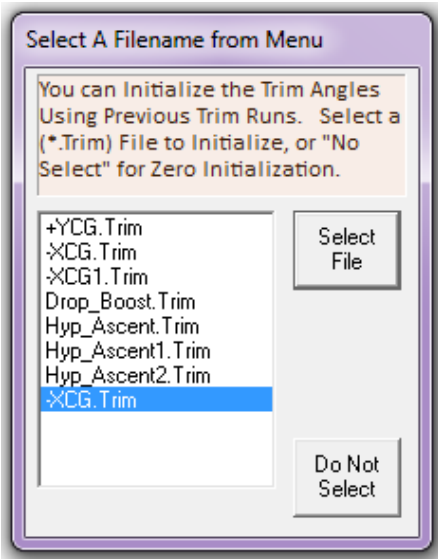 Select A Filename from Menu
You can Initialize the Trim Angles
Using Previous Trim Runs.   Select a
(*.Trim) File to Initialize, or "No
Select" for Zero Initialization.
+YCG.Trim
-XCG.Trim
-XCG1.Trim
Drop_Boost.Trim
Hyp_Ascent.Trim
Hyp_Ascent1.Trim
Hyp_Ascent2.Trim
-XCG.Trim
Select
File
Do Not
Select